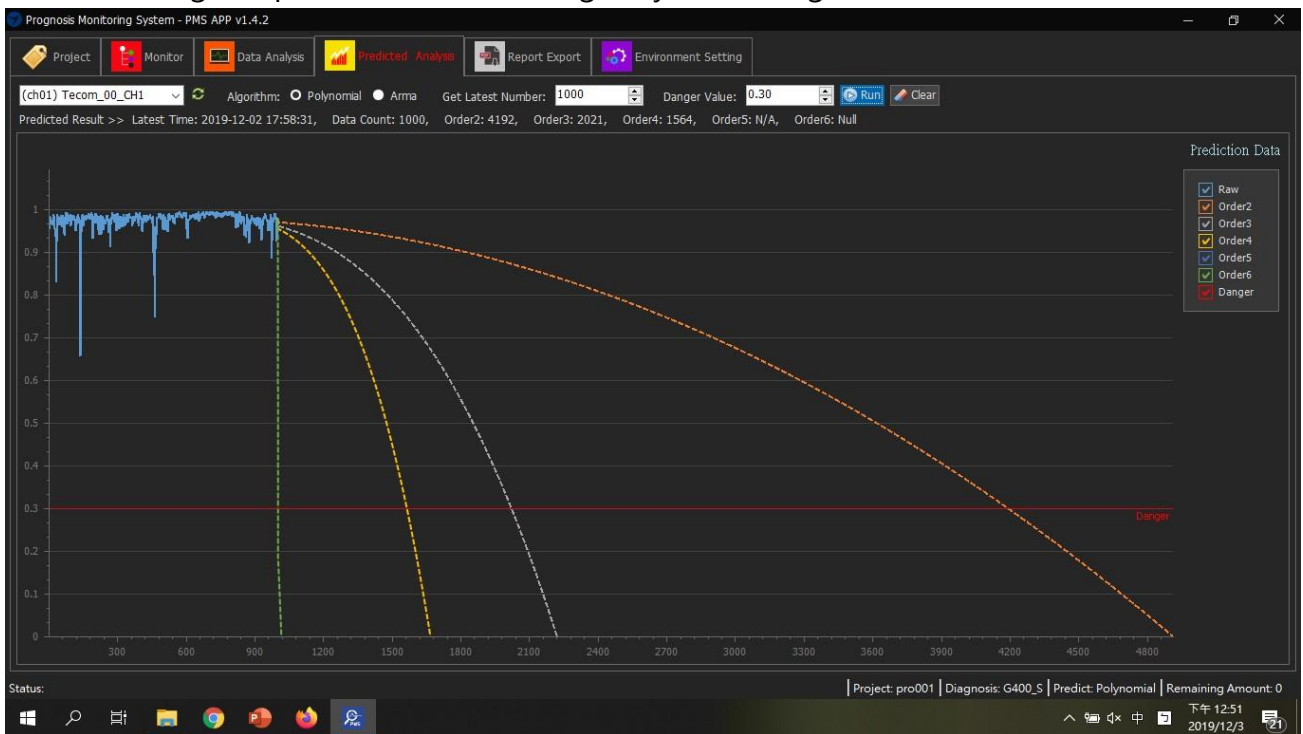 Prognosis Monitoring System - PMS APP v1.4.2
Project Monitor Data Analysis Predicted Analysis Report Export Environment Setting
(ch01) Tecom_00_CH1 Algorithm: Polynomial Arma Get Latest Number: 1000 Danger Value: 0.30 Run Clear
Predicted Result >> Latest Time: 2019-12-02 17:58:31, Data Count: 1000, Order2: 4192, Order3: 2021, Order4: 1564, Order5: N/A, Order6: Null
Prediction Data
Raw
Order2
Order3
Order4
Order5
Order6
Danger
1
0.9
0.8
0.7
0.6
0.5
0.4
0.3
Danger
0.2
0.1
0
300 600 900 1200 1500 1800 2100 2400 2700 3000 3300 3600 3900 4200 4500 4800
Status: Project: pro001 Diagnosis: G400_S Predict: Polynomial Remaining Amount: 0
中 下午 12:51
2019/12/3 21